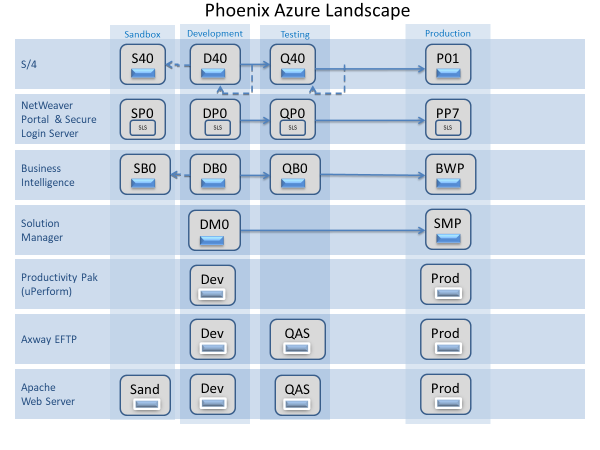 Phoenix Azure Landscape
Sandbox Development Testing Production
S/4 S40 D40 Q40 P01
NetWeaver
Portal & Secure
Login Server
SP0 DP0 QP0 PP7
SLS SLS SLS SLS
Business
Intelligence
SB0 DB0 QB0 BWP
Solution
Manager
DM0 SMP
Productivity Pak
(uPerform)
Dev Prod
Axway EFTP Dev QAS Prod
Apache
Web Server
Sand Dev QAS Prod